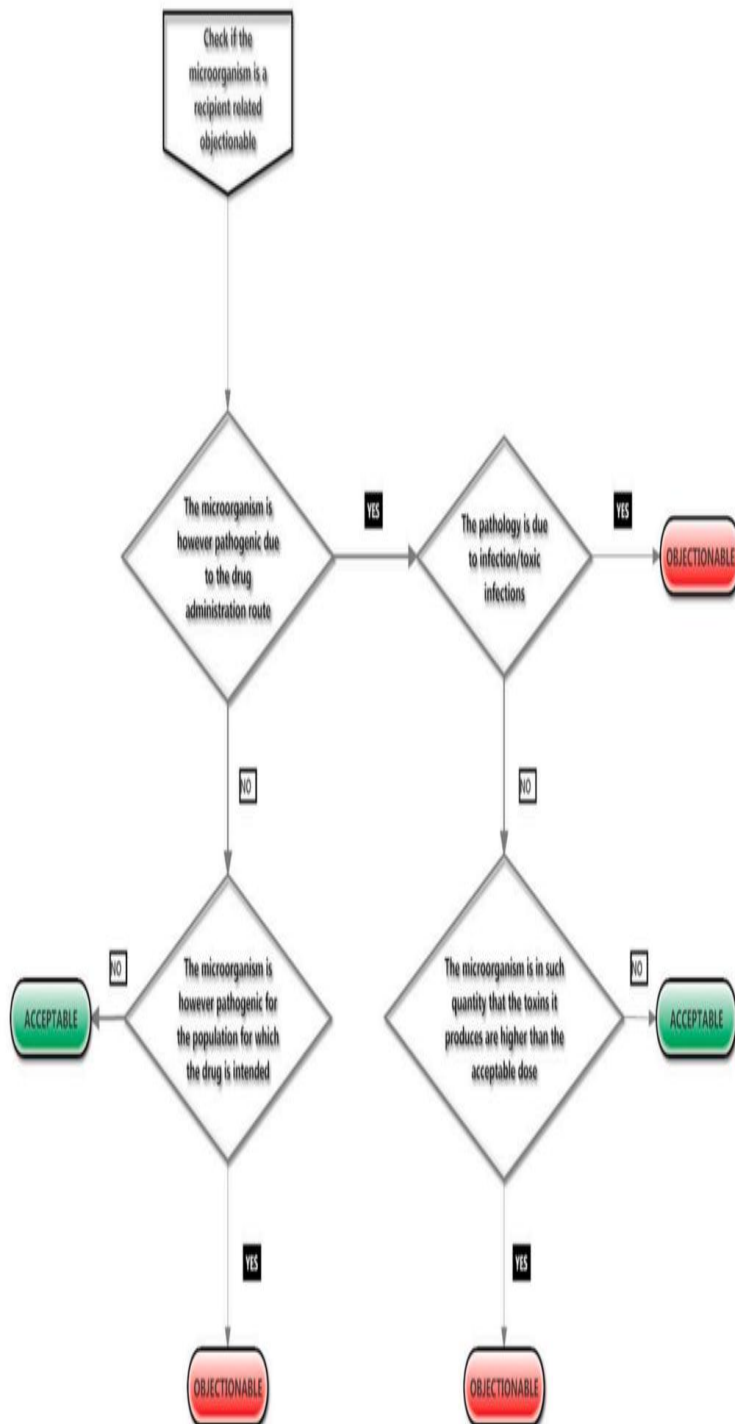 Check if the
microorganism is a
recipient related
objectionable
The microorganism is
however pathogenic due
to the drug
administration route
YES
The pathology is due
to infection/toxic
infections
YES
OBJECTIONABLE
NO
NO
The microorganism is
however pathogenic for
the population for which
the drug is intended
NO
ACCEPTABLE
The microorganism is in such
quantity that the toxins it
produces are higher than the
acceptable dose
NO
ACCEPTABLE
YES
YES
OBJECTIONABLE
OBJECTIONABLE